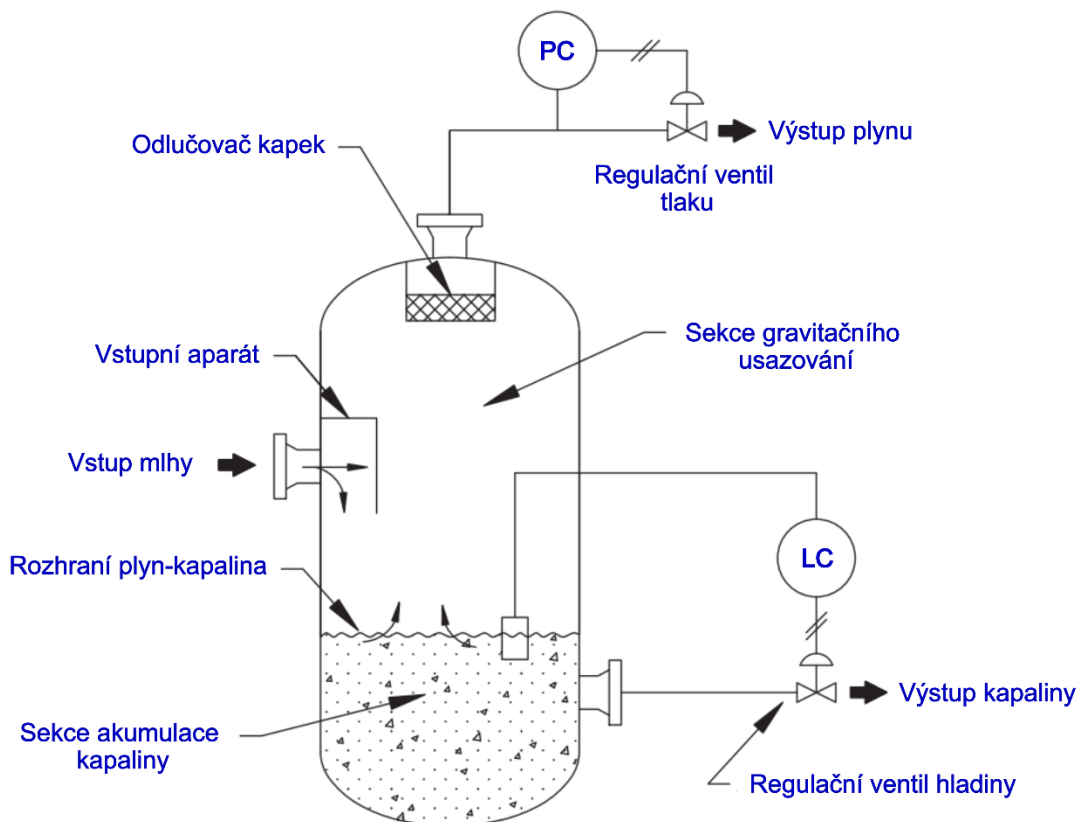 PC
Výstup plynu
Odlučovač kapek
Regulační ventil
tlaku
Sekce gravitačního
usazování
Vstupní aparát
Vstup mlhy
LC
Rozhraní plyn-kapalina
Výstup kapaliny
Sekce akumulace
kapaliny
Regulační ventil hladiny